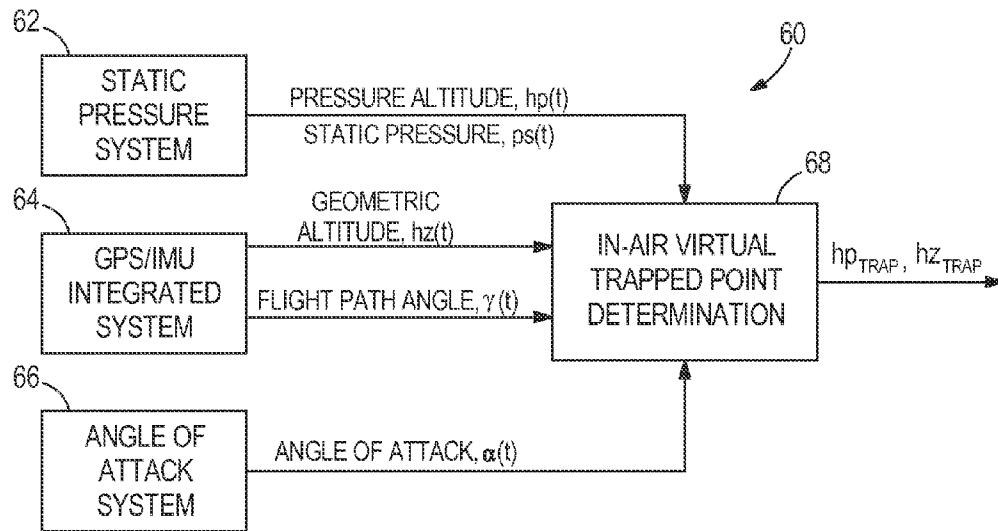 62
STATIC
PRESSURE
SYSTEM
PRESSURE ALTITUDE, hp(t)
STATIC PRESSURE, ps(t)
60
64
GPS/IMU
INTEGRATED
SYSTEM
GEOMETRIC
ALTITUDE, hz(t)
FLIGHT PATH ANGLE, γ(t)
68
IN-AIR VIRTUAL
TRAPPED POINT
DETERMINATION
hpTRAP, hzTRAP
66
ANGLE OF
ATTACK
SYSTEM
ANGLE OF ATTACK, α(t)